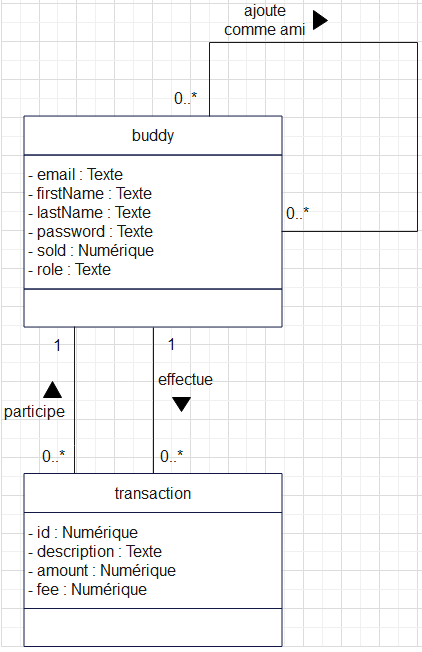 ajoute
comme ami
0..*
buddy
- email : Texte
- firstName : Texte
- lastName : Texte
- password : Texte
- sold : Numérique
- role : Texte
0..*
1
1
effectue
participe
0..*
0..*
transaction
- id : Numérique
- description : Texte
- amount : Numérique
- fee : Numérique